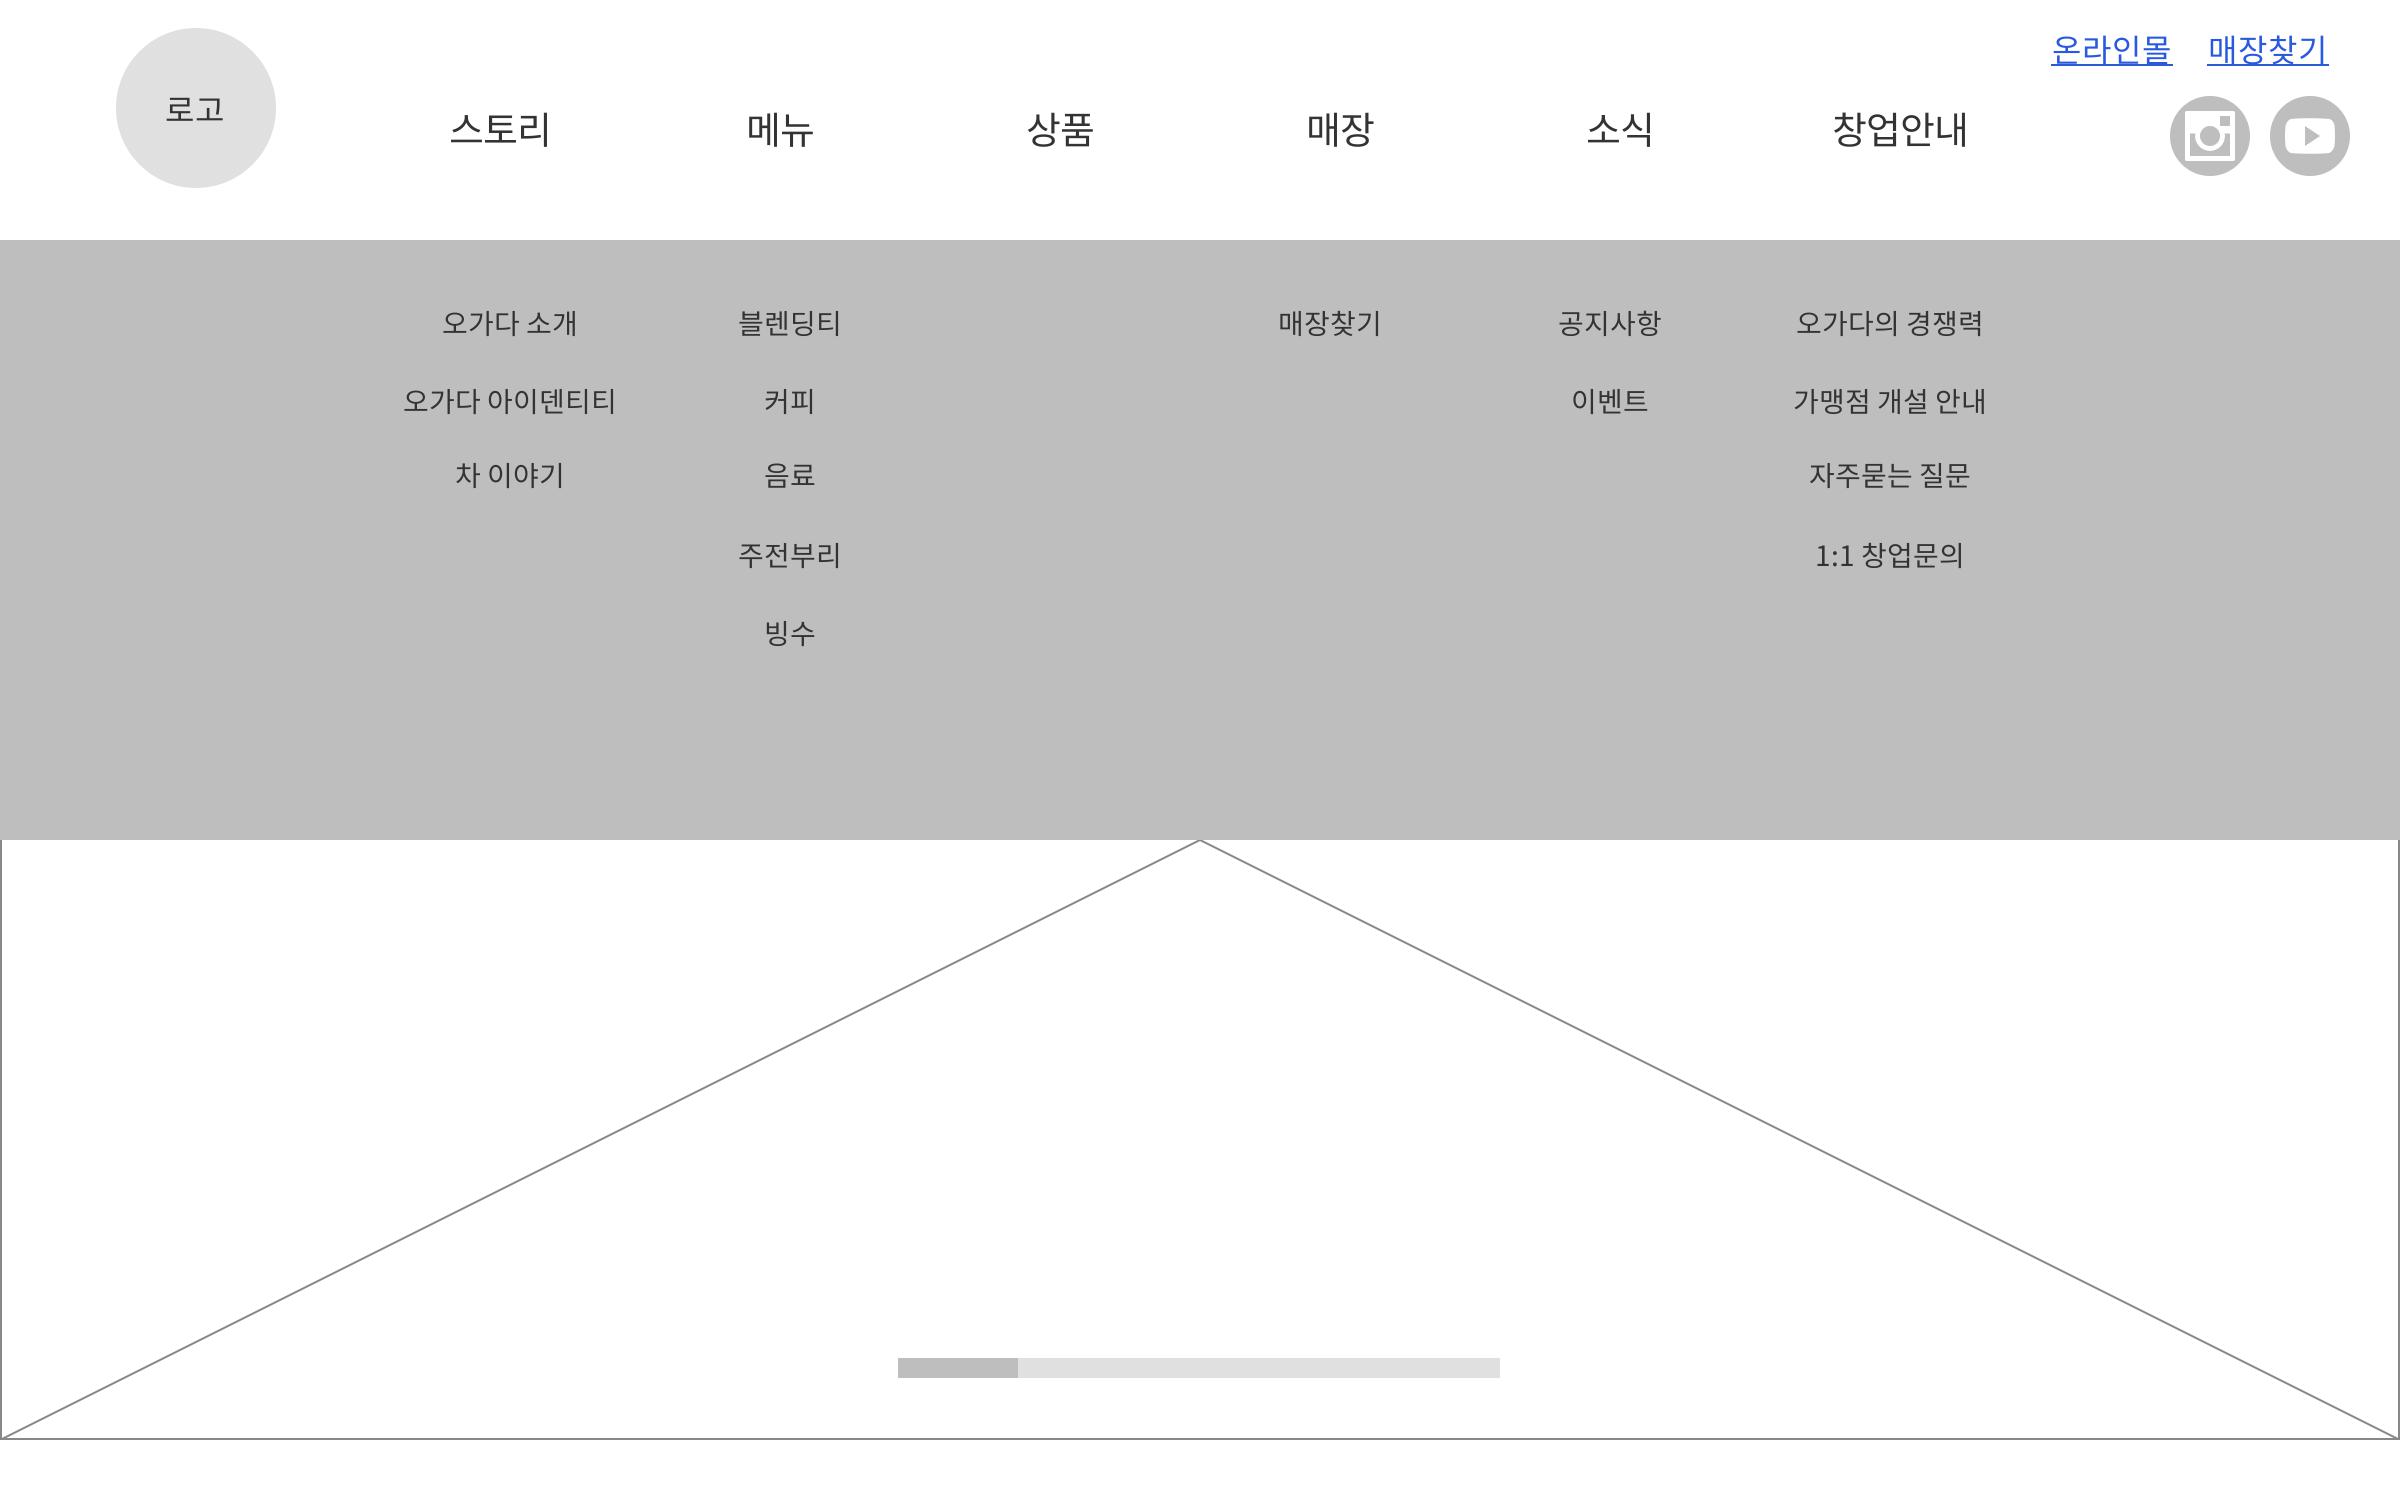 온라인몰 매장찾기
로고
스토리 메뉴 상품 매장 소식 창업안내
오가다 소개 블렌딩티 매장찾기 공지사항 오가다의 경쟁력
오가다 아이덴티티 커피 이벤트 가맹점 개설 안내
차 이야기 음료 자주묻는 질문
주전부리 1:1 창업문의
빙수